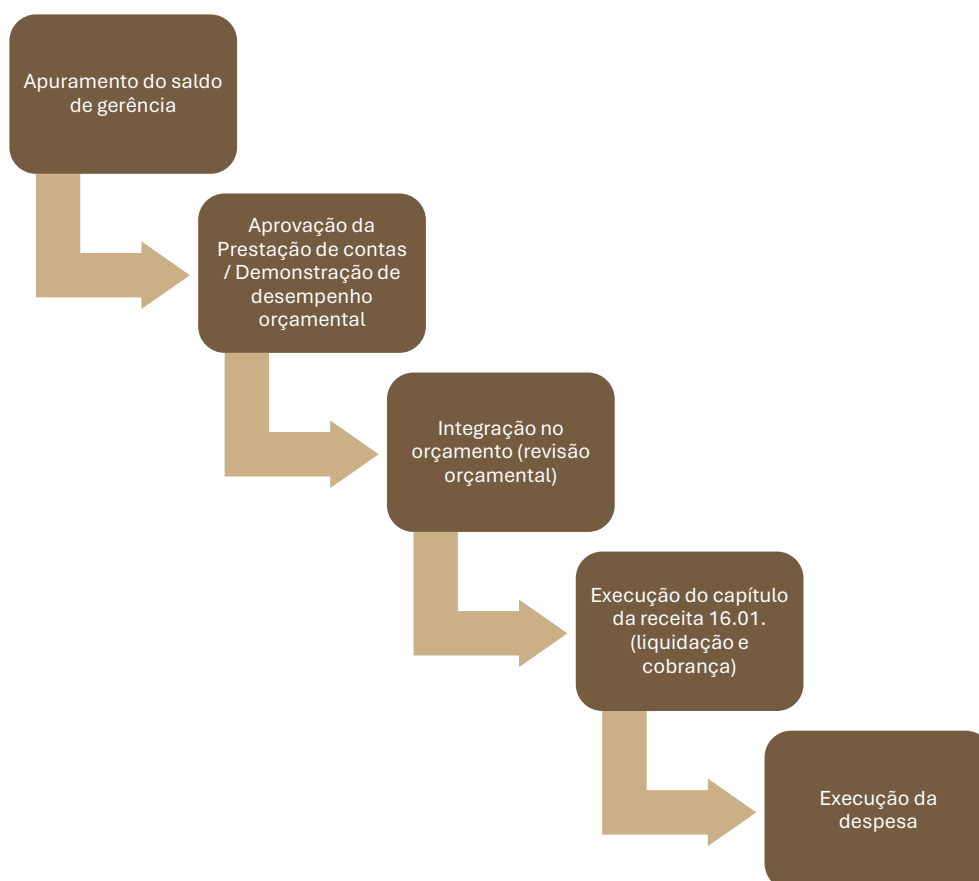 Apuramento do saldo
de gerência
Aprovação da
Prestação de contas
/ Demonstração de
desempenho
orçamental
Integração no
orçamento (revisão
orçamental)
Execução do capítulo
da receita 16.01.
(liquidação e
cobrança)
Execução da
despesa